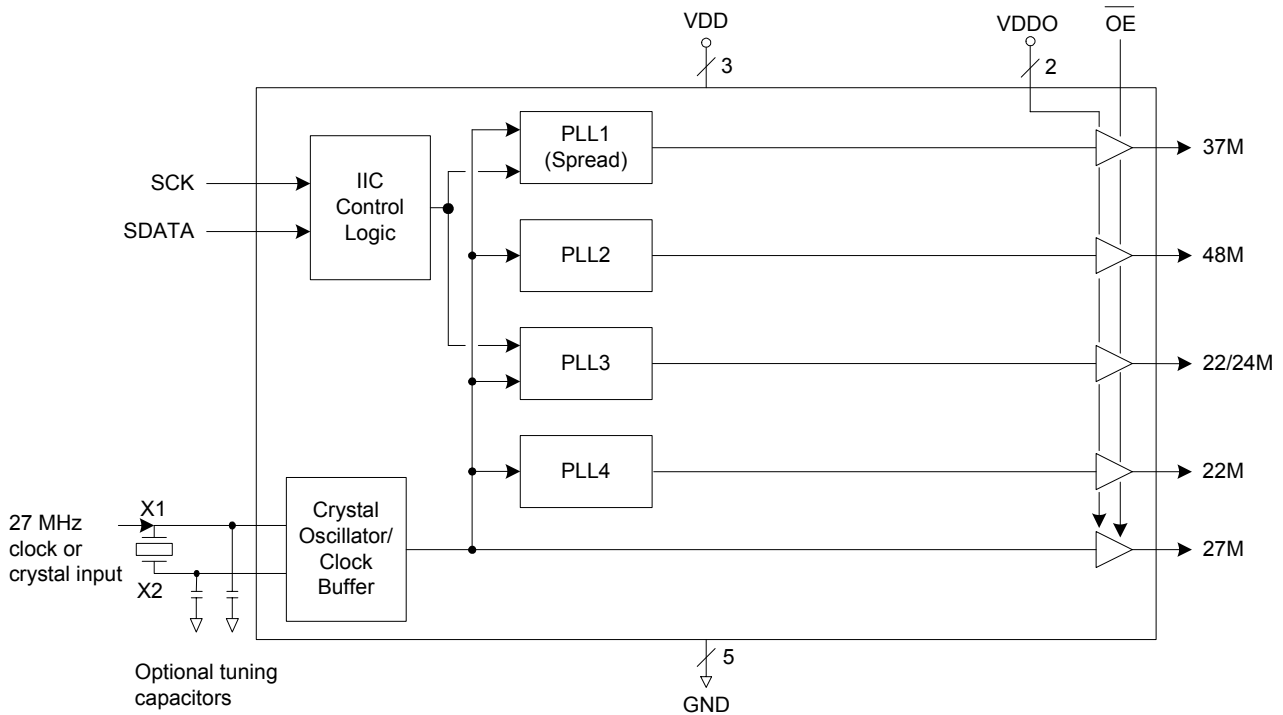 VDD
VDDO
OE
3
2
PLL1
(Spread)
37M
SCK
SDATA
IIC
Control
Logic
PLL2
48M
PLL3
22/24M
PLL4
22M
27 MHz
clock or
crystal input
X1
X2
Crystal
Oscillator/
Clock
Buffer
27M
Optional tuning
capacitors
5
GND